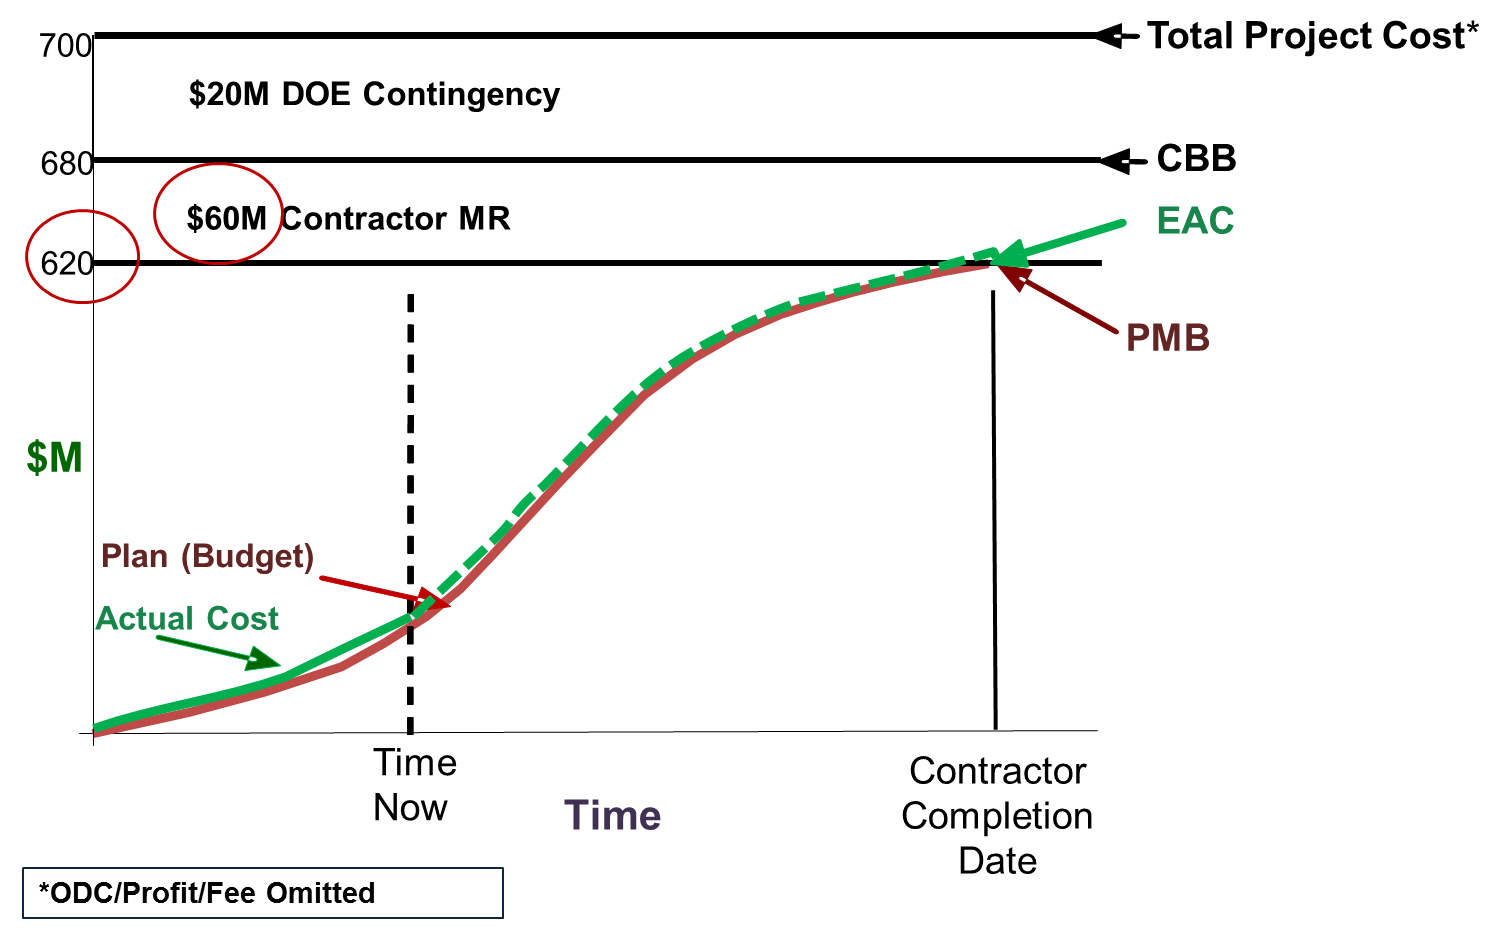 700
Total Project Cost*
$20M DOE Contingency
680
CBB
$60M Contractor MR
EAC
620
PMB
$M
Plan (Budget)
Actual Cost
Time
Now
Time
Contractor
Completion
Date
*ODC/Profit/Fee Omitted